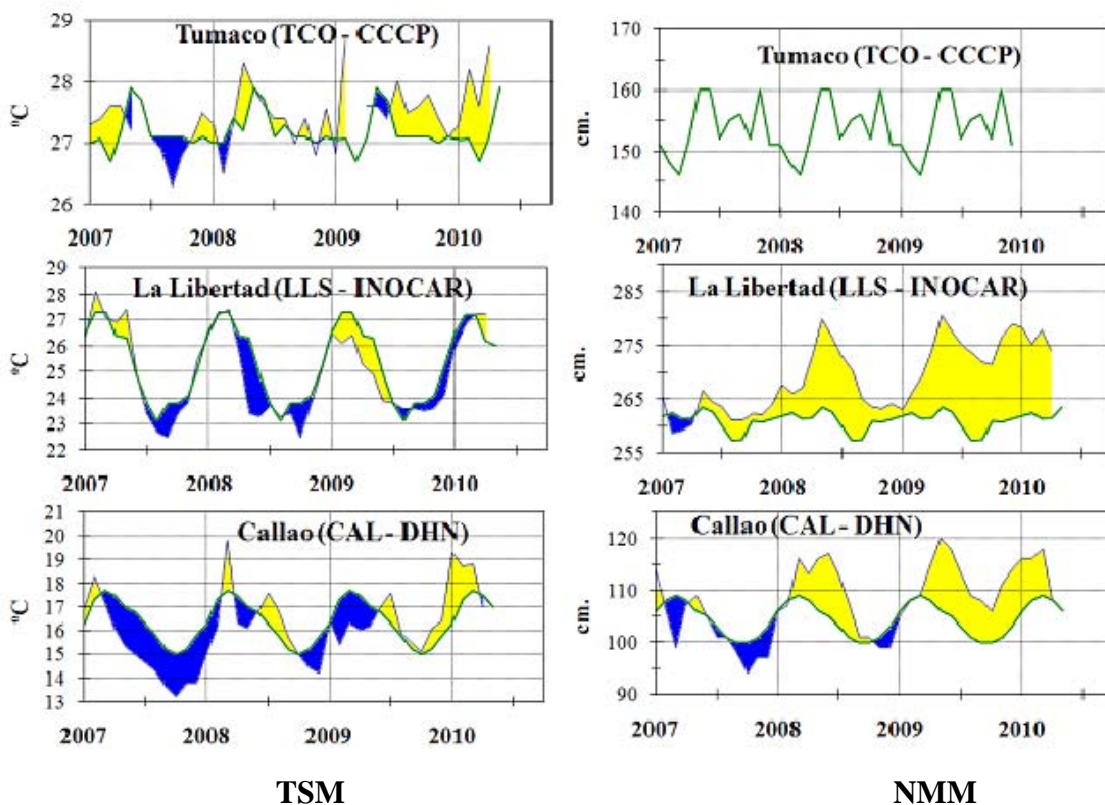 Tumaco (TCO - CCCP)
ºC
29
28
27
26
2007 2008 2009 2010
Tumaco (TCO - CCCP)
cm.
170
160
150
140
2007 2008 2009 2010
La Libertad (LLS - INOCAR)
ºC
29
28
27
26
25
24
23
22
2007 2008 2009 2010
La Libertad (LLS - INOCAR)
cm.
285
275
265
255
2007 2008 2009 2010
Callao (CAL - DHN)
ºC
21
20
19
18
17
16
15
14
13
2007 2008 2009 2010
Callao (CAL - DHN)
cm.
120
110
100
90
2007 2008 2009 2010
TSM
NMM